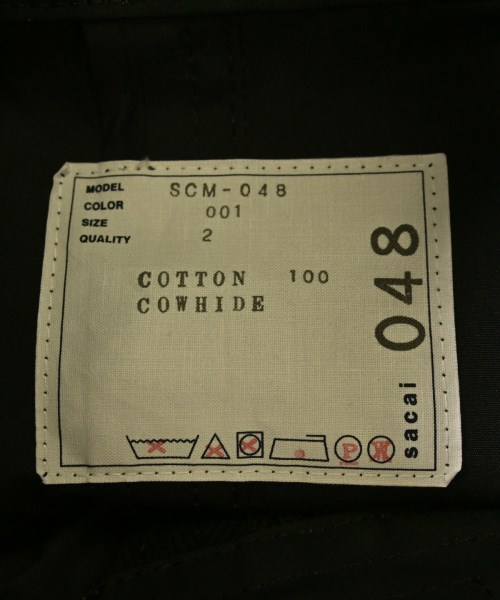 MODEL SCM-048
COLOR 001
SIZE 2
QUALITY
COTTON 100
COWHIDE
sacai 048
P W